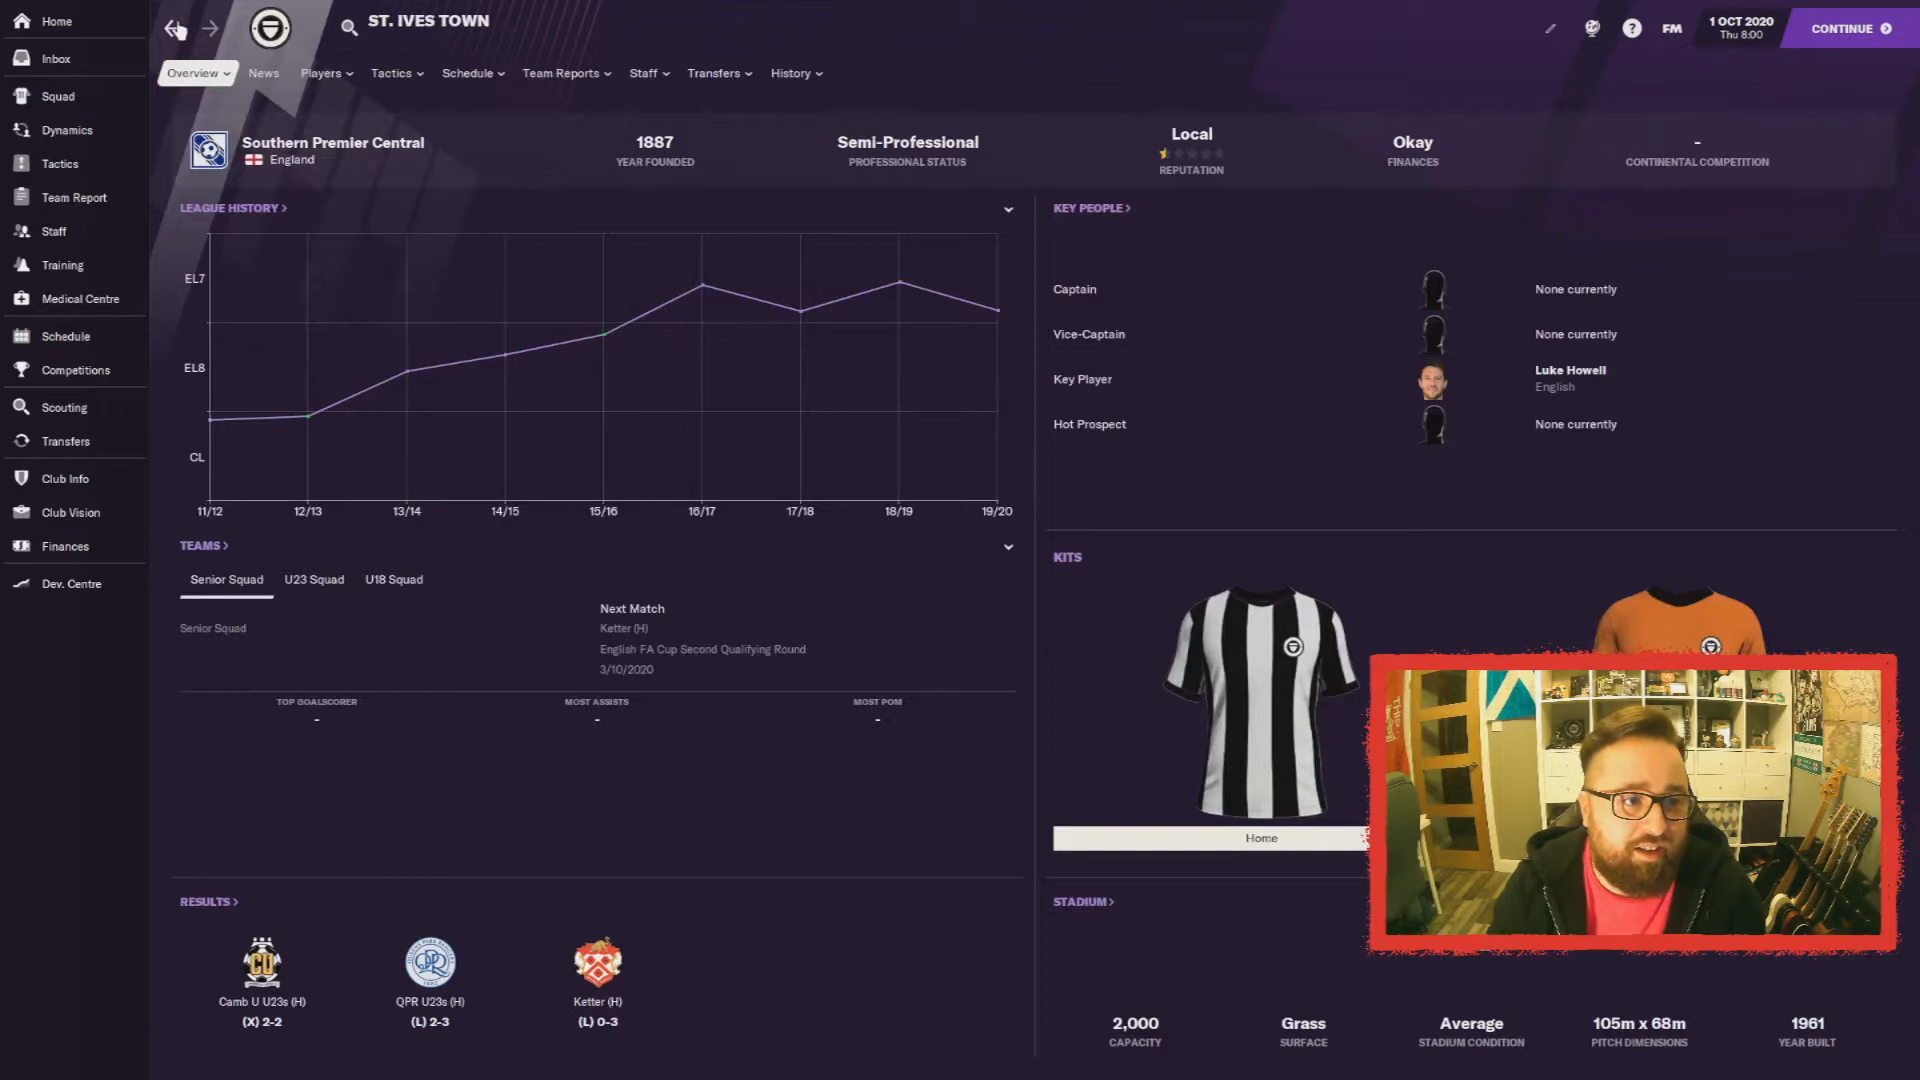 Home
Inbox
Squad
Dynamics
Tactics
Team Report
Staff
Training
Medical Centre
Schedule
Competitions
Scouting
Transfers
Club Info
Club Vision
Finances
Dev. Centre
ST. IVES TOWN
FM
1 OCT 2020
Thu 8:00
CONTINUE
Overview
News
Players
Tactics
Schedule
Team Reports
Staff
Transfers
History
Southern Premier Central
England
1887
YEAR FOUNDED
Semi-Professional
PROFESSIONAL STATUS
Local
REPUTATION
Okay
FINANCES
-
CONTINENTAL COMPETITION
LEAGUE HISTORY >
EL7
EL8
CL
11/12 12/13 13/14 14/15 15/16 16/17 17/18 18/19 19/20
KEY PEOPLE >
Captain None currently
Vice-Captain None currently
Key Player Luke Howell
English
Hot Prospect None currently
TEAMS >
Senior Squad U23 Squad U18 Squad
Senior Squad
Next Match
Ketter (H)
English FA Cup Second Qualifying Round
3/10/2020
TOP GOALSCORER MOST ASSISTS MOST POM
- - -
KITS
Home
RESULTS >
CU
QPR
Camb U U23s (H) QPR U23s (H) Ketter (H)
(X) 2-2 (L) 2-3 (L) 0-3
STADIUM >
2,000
CAPACITY
Grass
SURFACE
Average
STADIUM CONDITION
105m x 68m
PITCH DIMENSIONS
1961
YEAR BUILT